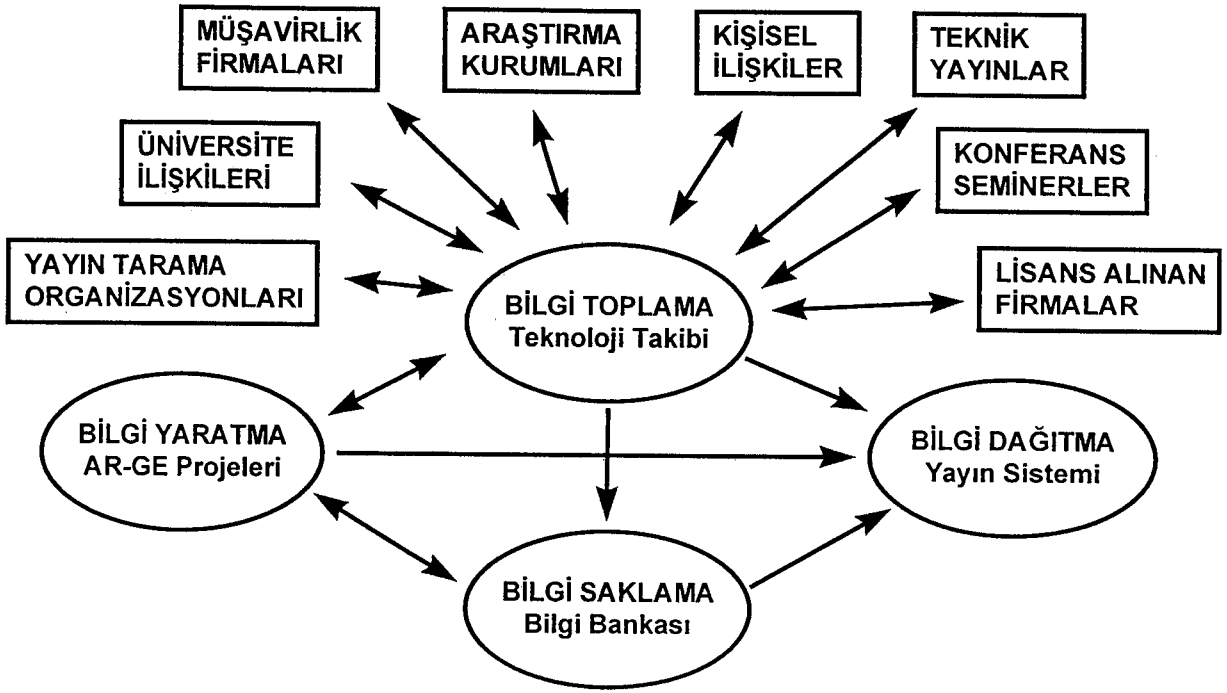 MÜŞAVİRLİK
FİRMALARI
ARAŞTIRMA
KURUMLARI
KİŞİSEL
İLİŞKİLER
TEKNİK
YAYINLAR
ÜNİVERSİTE
İLİŞKİLERİ
KONFERANS
SEMİNERLER
YAYIN TARAMA
ORGANİZASYONLARI
LİSANS ALINAN
FİRMALAR
BİLGİ TOPLAMA
Teknoloji Takibi
BİLGİ YARATMA
AR-GE Projeleri
BİLGİ DAĞITMA
Yayın Sistemi
BİLGİ SAKLAMA
Bilgi Bankası